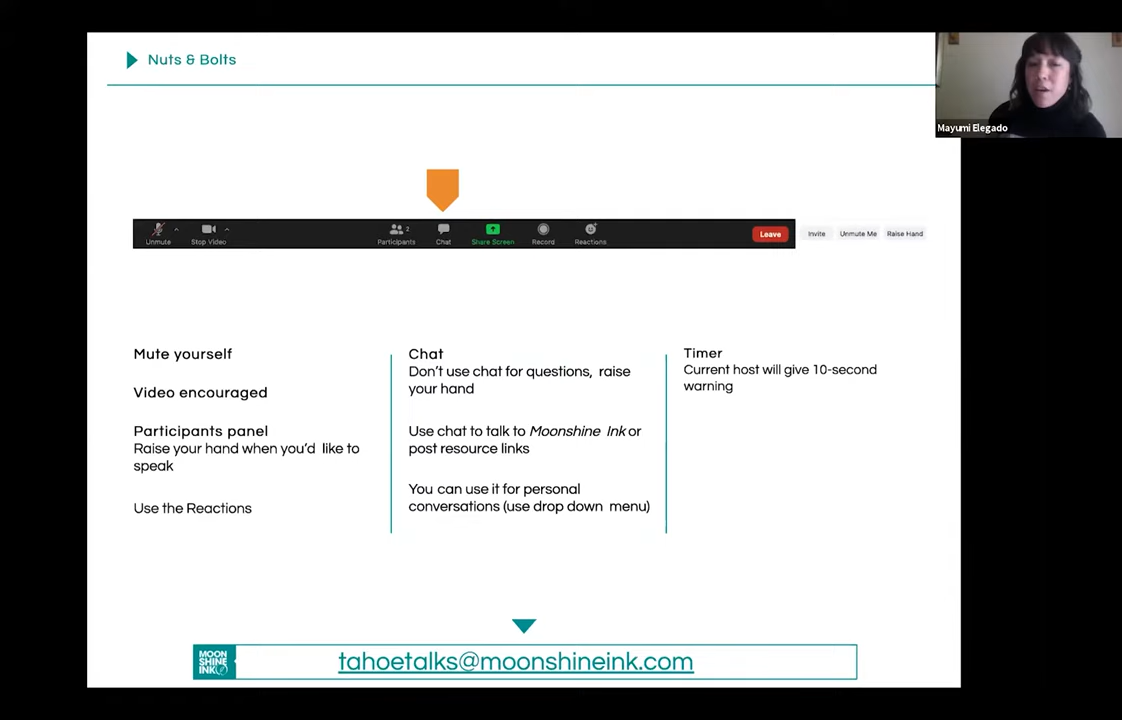 Nuts & Bolts
Mayumi Elegado
Unmute
Stop Video
Participants
2
Chat
Share Screen
Record
Reactions
Leave
Invite
Unmute Me
Raise Hand
Mute yourself
Video encouraged
Participants panel
Raise your hand when you'd like to
speak
Use the Reactions
Chat
Don't use chat for questions, raise
your hand
Use chat to talk to Moonshine Ink or
post resource links
You can use it for personal
conversations (use drop down menu)
Timer
Current host will give 10-second
warning
MOON
SHINE
INK
tahoetalks@moonshineink.com